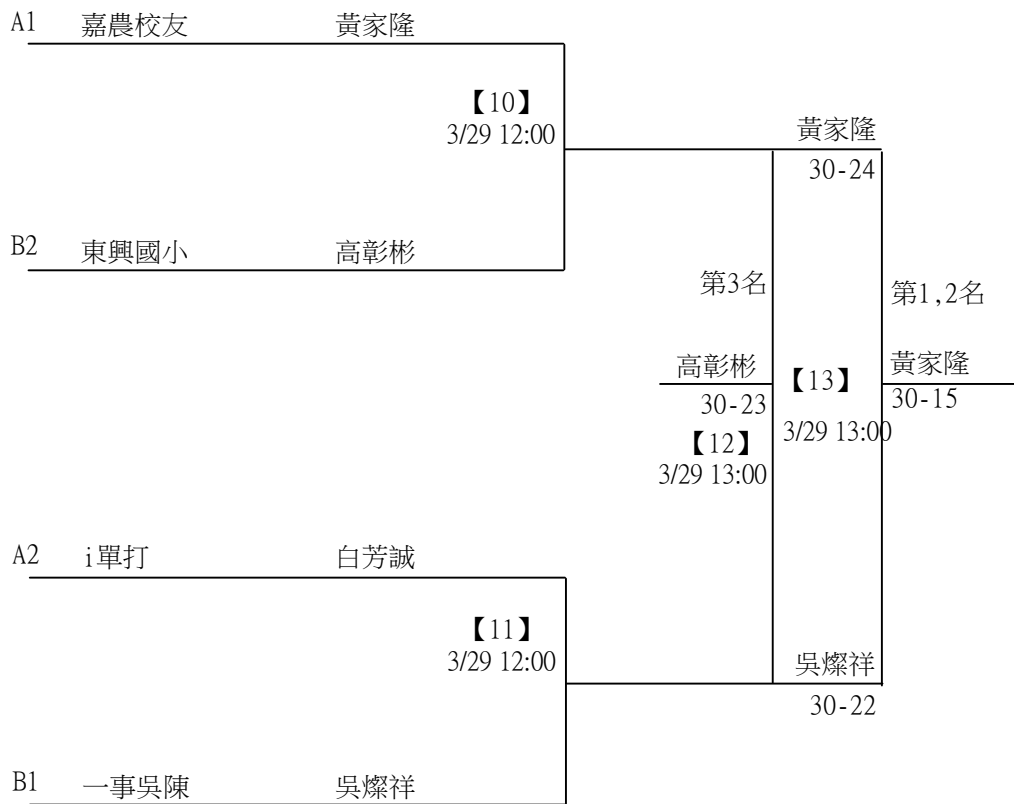 A1 嘉農校友 黃家隆
【10】
3/29 12:00
黃家隆
30-24
B2 東興國小 高彰彬
第3名
第1,2名
高彰彬
30-23
【12】
3/29 13:00
【13】
3/29 13:00
黃家隆
30-15
A2 i單打 白芳誠
【11】
3/29 12:00
吳燦祥
30-22
B1 一事吳陳 吳燦祥